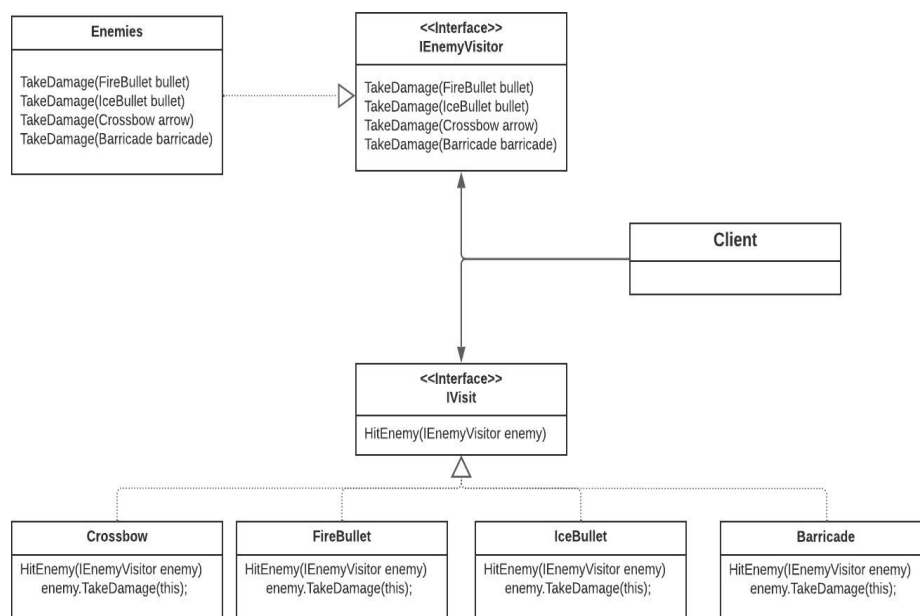 Enemies
TakeDamage(FireBullet bullet)
TakeDamage(IceBullet bullet)
TakeDamage(Crossbow arrow)
TakeDamage(Barricade barricade)
<<Interface>>
IEnemyVisitor
TakeDamage(FireBullet bullet)
TakeDamage(IceBullet bullet)
TakeDamage(Crossbow arrow)
TakeDamage(Barricade barricade)
Client
<<Interface>>
IVisit
HitEnemy(IEnemyVisitor enemy)
Crossbow
HitEnemy(IEnemyVisitor enemy)
enemy.TakeDamage(this);
FireBullet
HitEnemy(IEnemyVisitor enemy)
enemy.TakeDamage(this);
IceBullet
HitEnemy(IEnemyVisitor enemy)
enemy.TakeDamage(this);
Barricade
HitEnemy(IEnemyVisitor enemy)
enemy.TakeDamage(this);